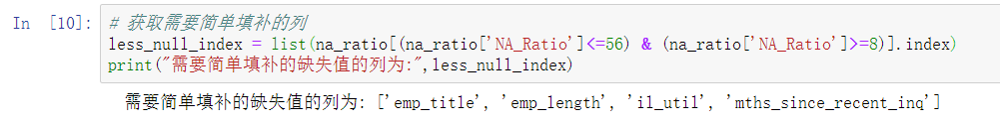 In [10]: # 获取需要简单填补的列
less_null_index = list(na_ratio[(na_ratio['NA_Ratio']<=56) & (na_ratio['NA_Ratio']>=8)].index)
print("需要简单填补的缺失值的列为:",less_null_index)
需要简单填补的缺失值的列为: ['emp_title', 'emp_length', 'il_util', 'mths_since_recent_inq']